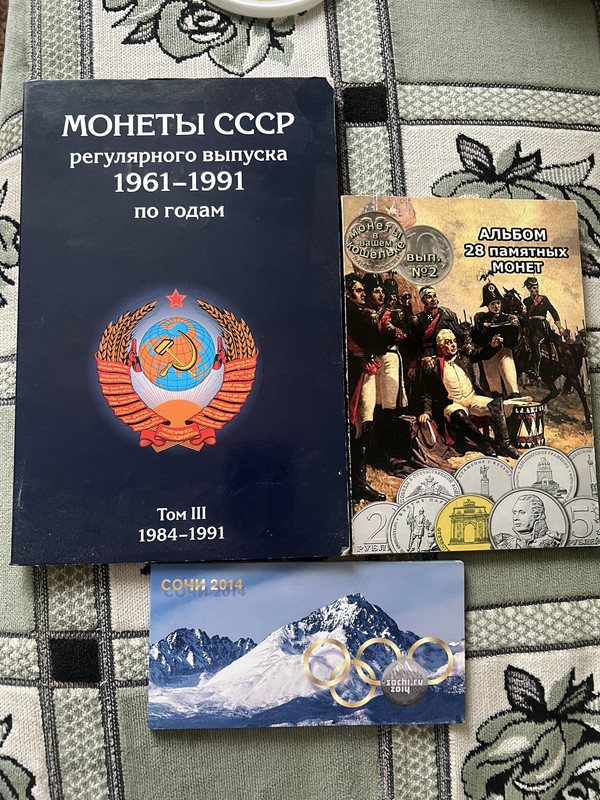 МОНЕТЫ СССР
регулярного выпуска
1961–1991
по годам
Том III
1984–1991
монеты
в вашем
кошельке
вып.
№2
АЛЬБОМ
28 памятных
МОНЕТ
2
РУБЛЯ
5
СОЧИ 2014
sochi.ru
2014